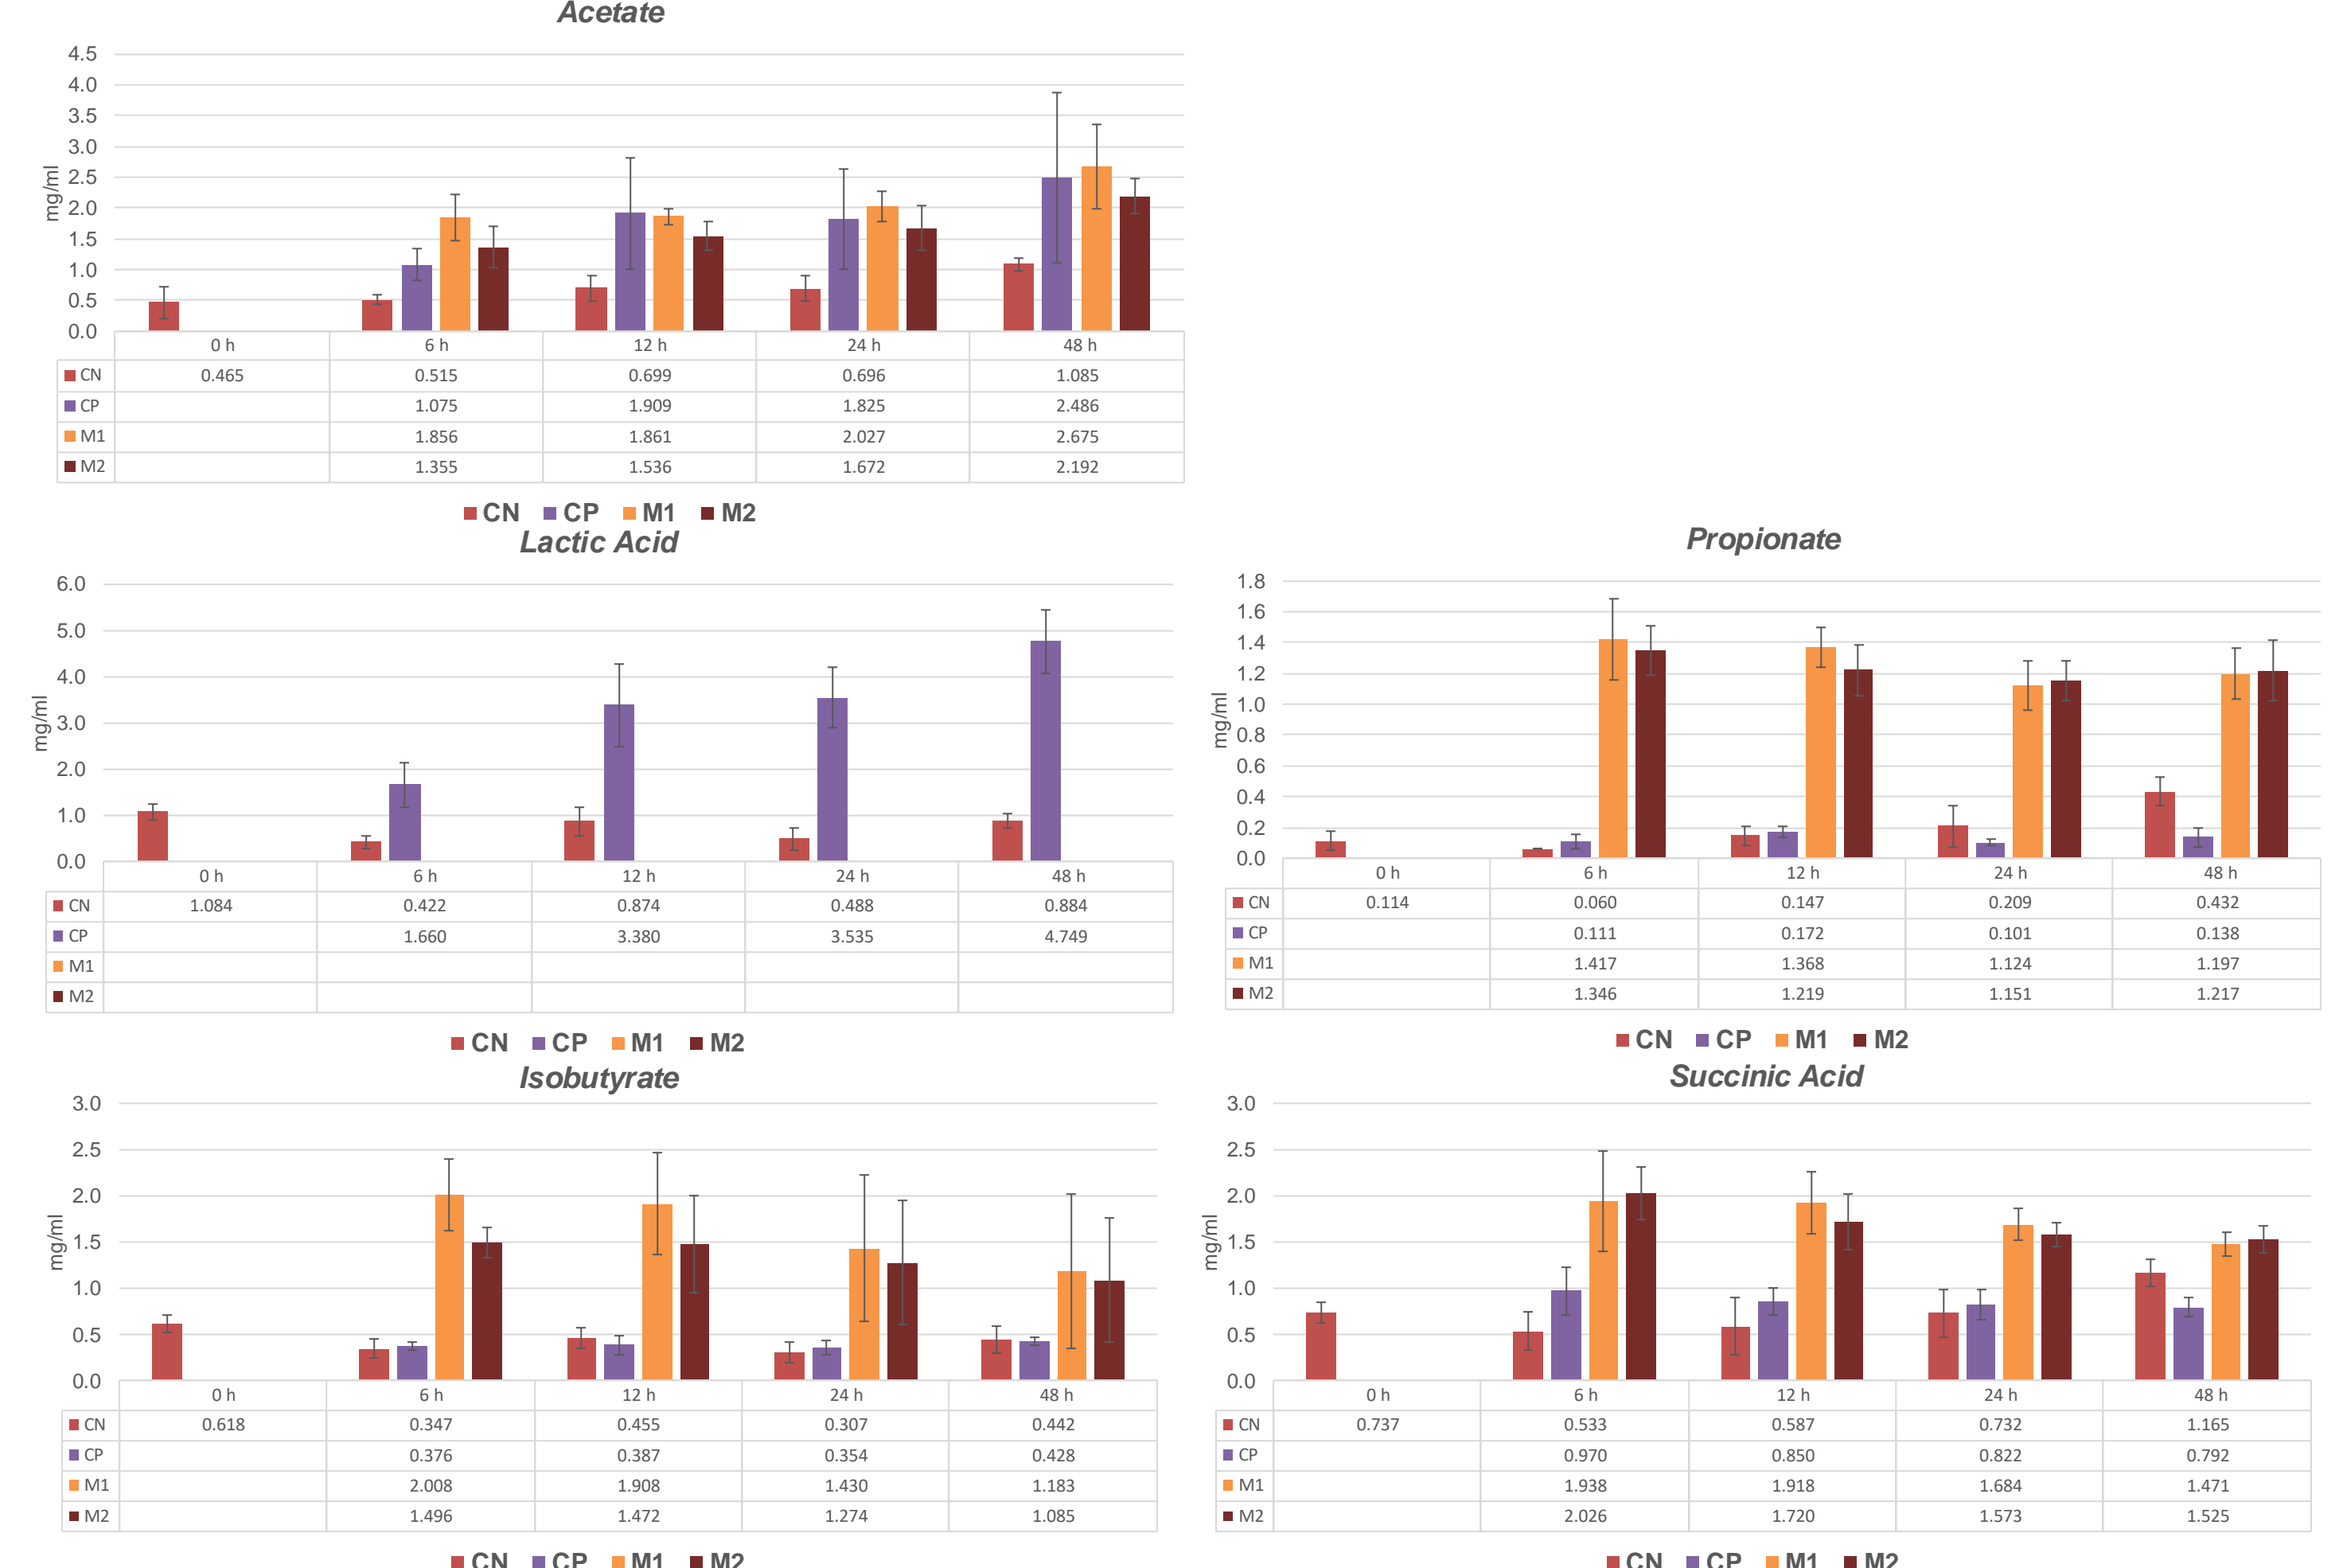 Acetate
4.5
4.0
3.5
3.0
2.5
2.0
1.5
1.0
0.5
0.0
mg/ml
0 h 6 h 12 h 24 h 48 h
CN 0.465 0.515 0.699 0.696 1.085
CP 1.075 1.909 1.825 2.486
M1 1.856 1.861 2.027 2.675
M2 1.355 1.536 1.672 2.192
CN CP M1 M2
Lactic Acid
6.0
5.0
4.0
3.0
2.0
1.0
0.0
mg/ml
0 h 6 h 12 h 24 h 48 h
CN 1.084 0.422 0.874 0.488 0.884
CP 1.660 3.380 3.535 4.749
M1
M2
CN CP M1 M2
Propionate
1.8
1.6
1.4
1.2
1.0
0.8
0.6
0.4
0.2
0.0
mg/ml
0 h 6 h 12 h 24 h 48 h
CN 0.114 0.060 0.147 0.209 0.432
CP 0.111 0.172 0.101 0.138
M1 1.417 1.368 1.124 1.197
M2 1.346 1.219 1.151 1.217
CN CP M1 M2
Isobutyrate
3.0
2.5
2.0
1.5
1.0
0.5
0.0
mg/ml
0 h 6 h 12 h 24 h 48 h
CN 0.618 0.347 0.455 0.307 0.442
CP 0.376 0.387 0.354 0.428
M1 2.008 1.908 1.430 1.183
M2 1.496 1.472 1.274 1.085
CN CP M1 M2
Succinic Acid
3.0
2.5
2.0
1.5
1.0
0.5
0.0
mg/ml
0 h 6 h 12 h 24 h 48 h
CN 0.737 0.533 0.587 0.732 1.165
CP 0.970 0.850 0.822 0.792
M1 1.938 1.918 1.684 1.471
M2 2.026 1.720 1.573 1.525
CN CP M1 M2